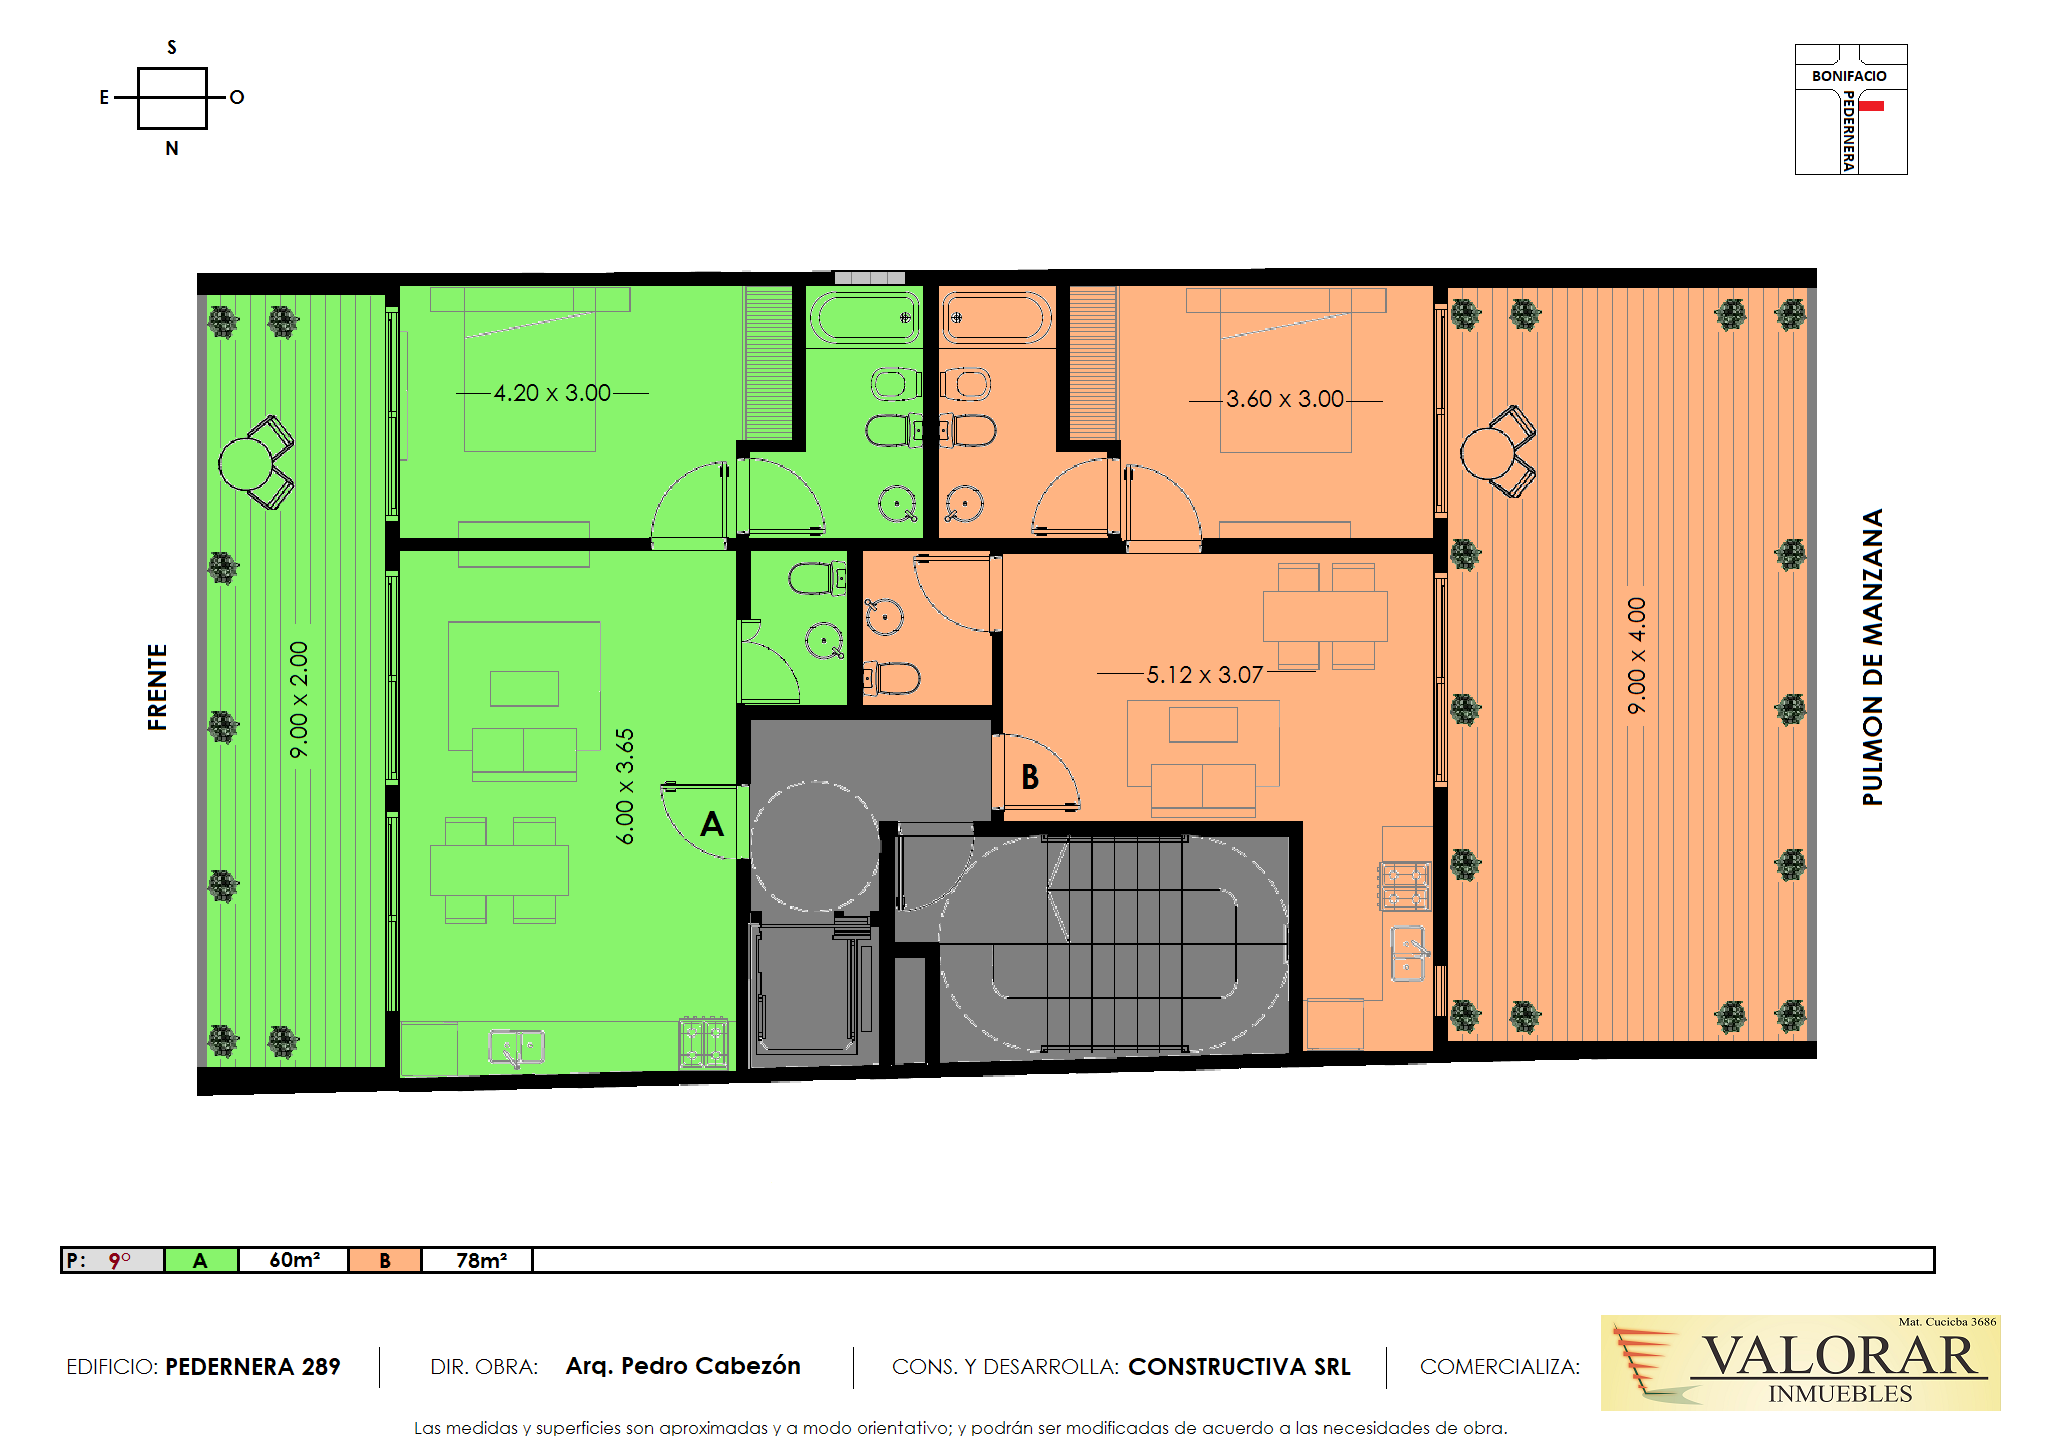 S
E
O
N
BONIFACIO
PEDERNERA
4.20 x 3.00
3.60 x 3.00
FRENTE
9.00 x 2.00
6.00 x 3.65
A
B
5.12 x 3.07
9.00 x 4.00
PULMON DE MANZANA
P: 9° A 60m² B 78m²
EDIFICIO: PEDERNERA 289 DIR. OBRA: Arq. Pedro Cabezón CONS. Y DESARROLLA: CONSTRUCTIVA SRL COMERCIALIZA:
Mat. Cucicba 3686
VALORAR
INMUEBLES
Las medidas y superficies son aproximadas y a modo orientativo; y podrán ser modificadas de acuerdo a las necesidades de obra.